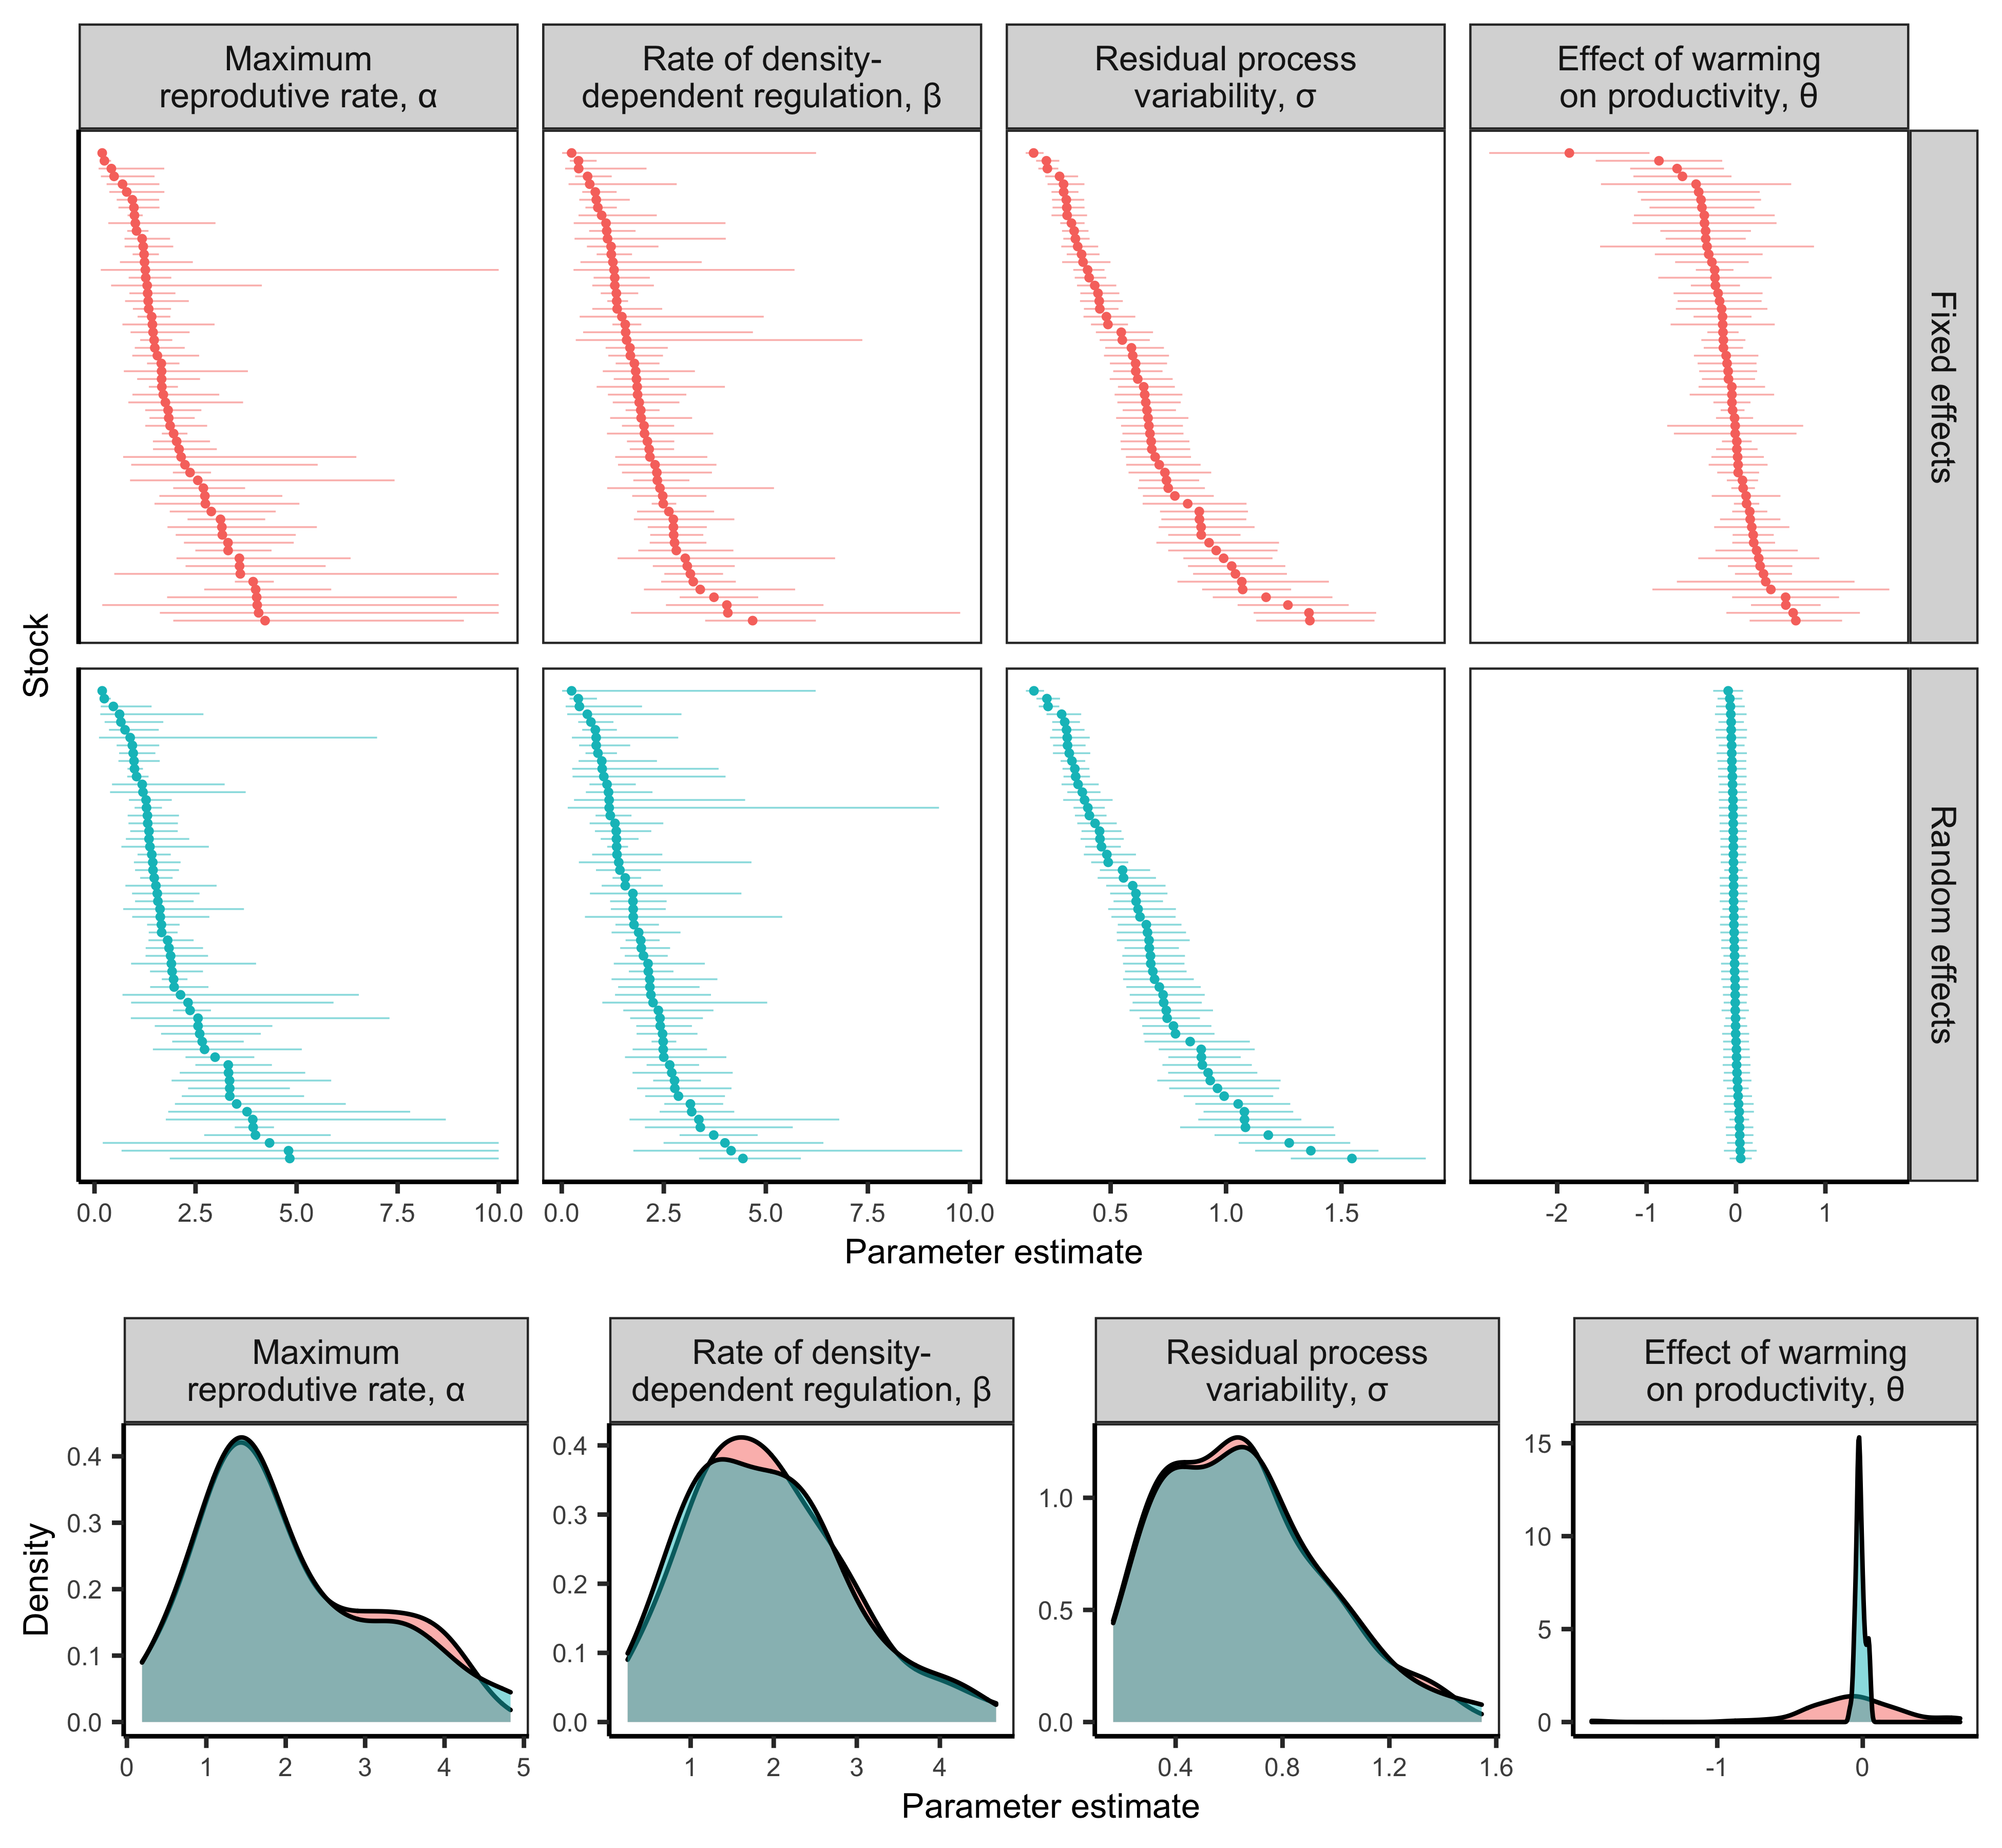 Maximum
reprodutive rate, α
Rate of density-
dependent regulation, β
Residual process
variability, σ
Effect of warming
on productivity, θ
Fixed effects
Random effects
Stock
0.0 2.5 5.0 7.5 10.0
0.0 2.5 5.0 7.5 10.0
0.5 1.0 1.5
-2 -1 0 1
Parameter estimate
Maximum
reprodutive rate, α
Rate of density-
dependent regulation, β
Residual process
variability, σ
Effect of warming
on productivity, θ
Density
0.4
0.3
0.2
0.1
0.0
0 1 2 3 4 5
0.4
0.3
0.2
0.1
0.0
1 2 3 4
1.0
0.5
0.0
0.4 0.8 1.2 1.6
15
10
5
0
-1 0
Parameter estimate